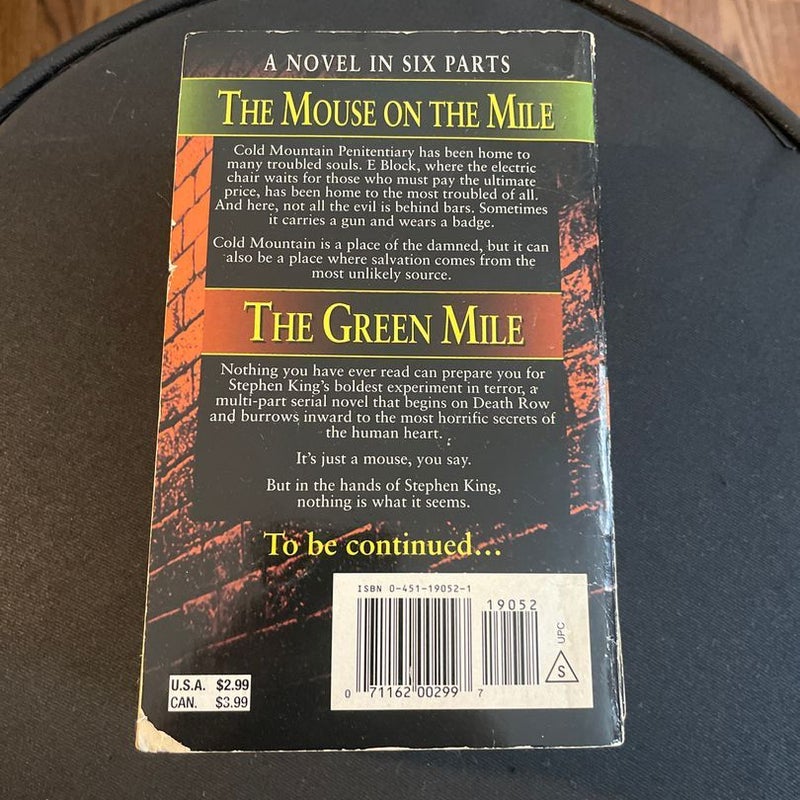 A NOVEL IN SIX PARTS
THE MOUSE ON THE MILE
Cold Mountain Penitentiary has been home to
many troubled souls. E Block, where the electric
chair waits for those who must pay the ultimate
price, has been home to the most troubled of all.
And here, not all the evil is behind bars. Sometimes
it carries a gun and wears a badge.
Cold Mountain is a place of the damned, but it can
also be a place where salvation comes from the
most unlikely source.
THE GREEN MILE
Nothing you have ever read can prepare you for
Stephen King's boldest experiment in terror, a
multi-part serial novel that begins on Death Row
and burrows inward to the most horrific secrets of
the human heart.
It's just a mouse, you say.
But in the hands of Stephen King,
nothing is what it seems.
To be continued...
ISBN 0-451-19052-1
19052
0 71162 00299 7
UPC
S
U.S.A. $2.99
CAN. $3.99